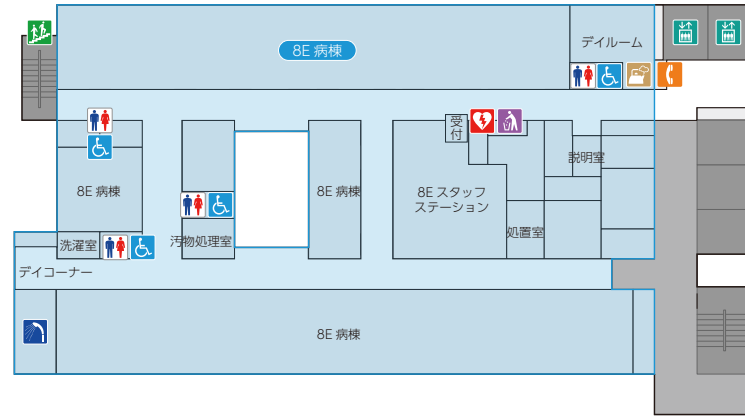 8E 病棟
デイルーム
受
付
説明室
8E 病棟
8E 病棟
8E スタッフ
ステーション
処置室
洗濯室
汚物処理室
デイコーナー
8E 病棟